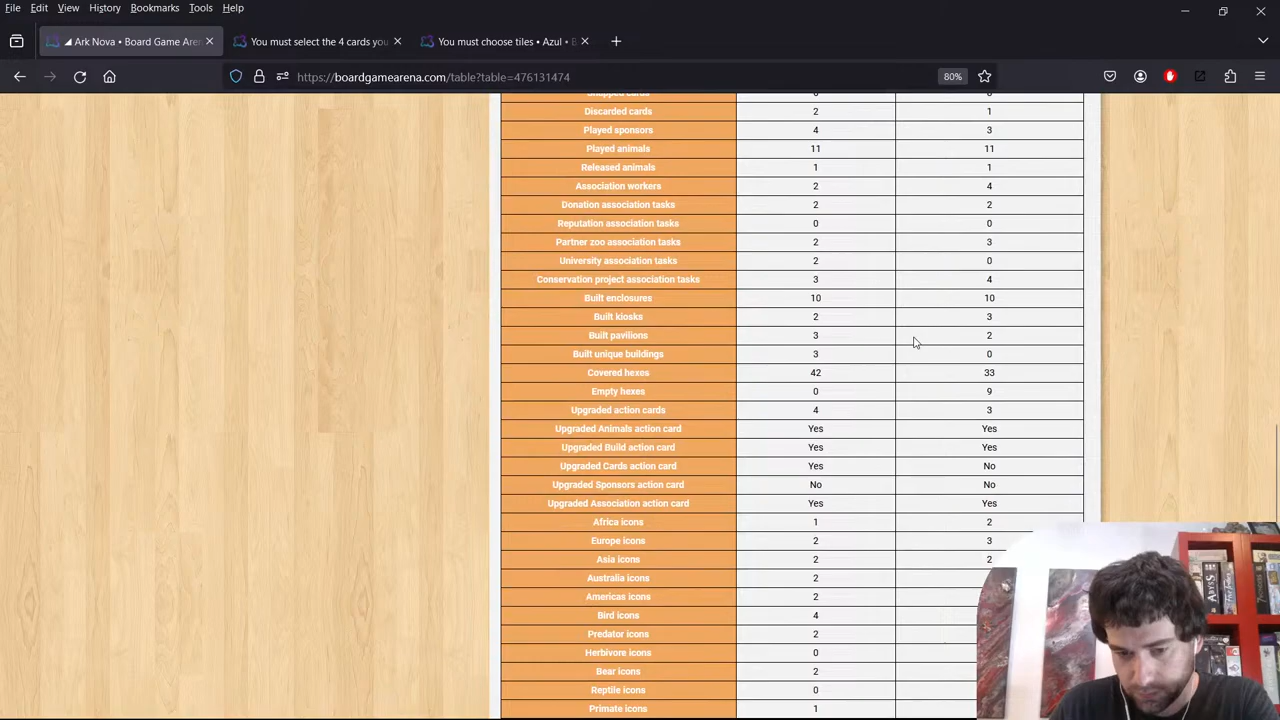 File Edit View History Bookmarks Tools Help
Ark Nova • Board Game Aren
You must select the 4 cards you
You must choose tiles • Azul • B
https://boardgamearena.com/table?table=476131474
80%
Discarded cards 2 1
Played sponsors 4 3
Played animals 11 11
Released animals 1 1
Association workers 2 4
Donation association tasks 2 2
Reputation association tasks 0 0
Partner zoo association tasks 2 3
University association tasks 2 0
Conservation project association tasks 3 4
Built enclosures 10 10
Built kiosks 2 3
Built pavilions 3 2
Built unique buildings 3 0
Covered hexes 42 33
Empty hexes 0 9
Upgraded action cards 4 3
Upgraded Animals action card Yes Yes
Upgraded Build action card Yes Yes
Upgraded Cards action card Yes No
Upgraded Sponsors action card No No
Upgraded Association action card Yes Yes
Africa icons 1 2
Europe icons 2 3
Asia icons 2 2
Australia icons 2
Americas icons 2
Bird icons 4
Predator icons 2
Herbivore icons 0
Bear icons 2
Reptile icons 0
Primate icons 1
ABYSS